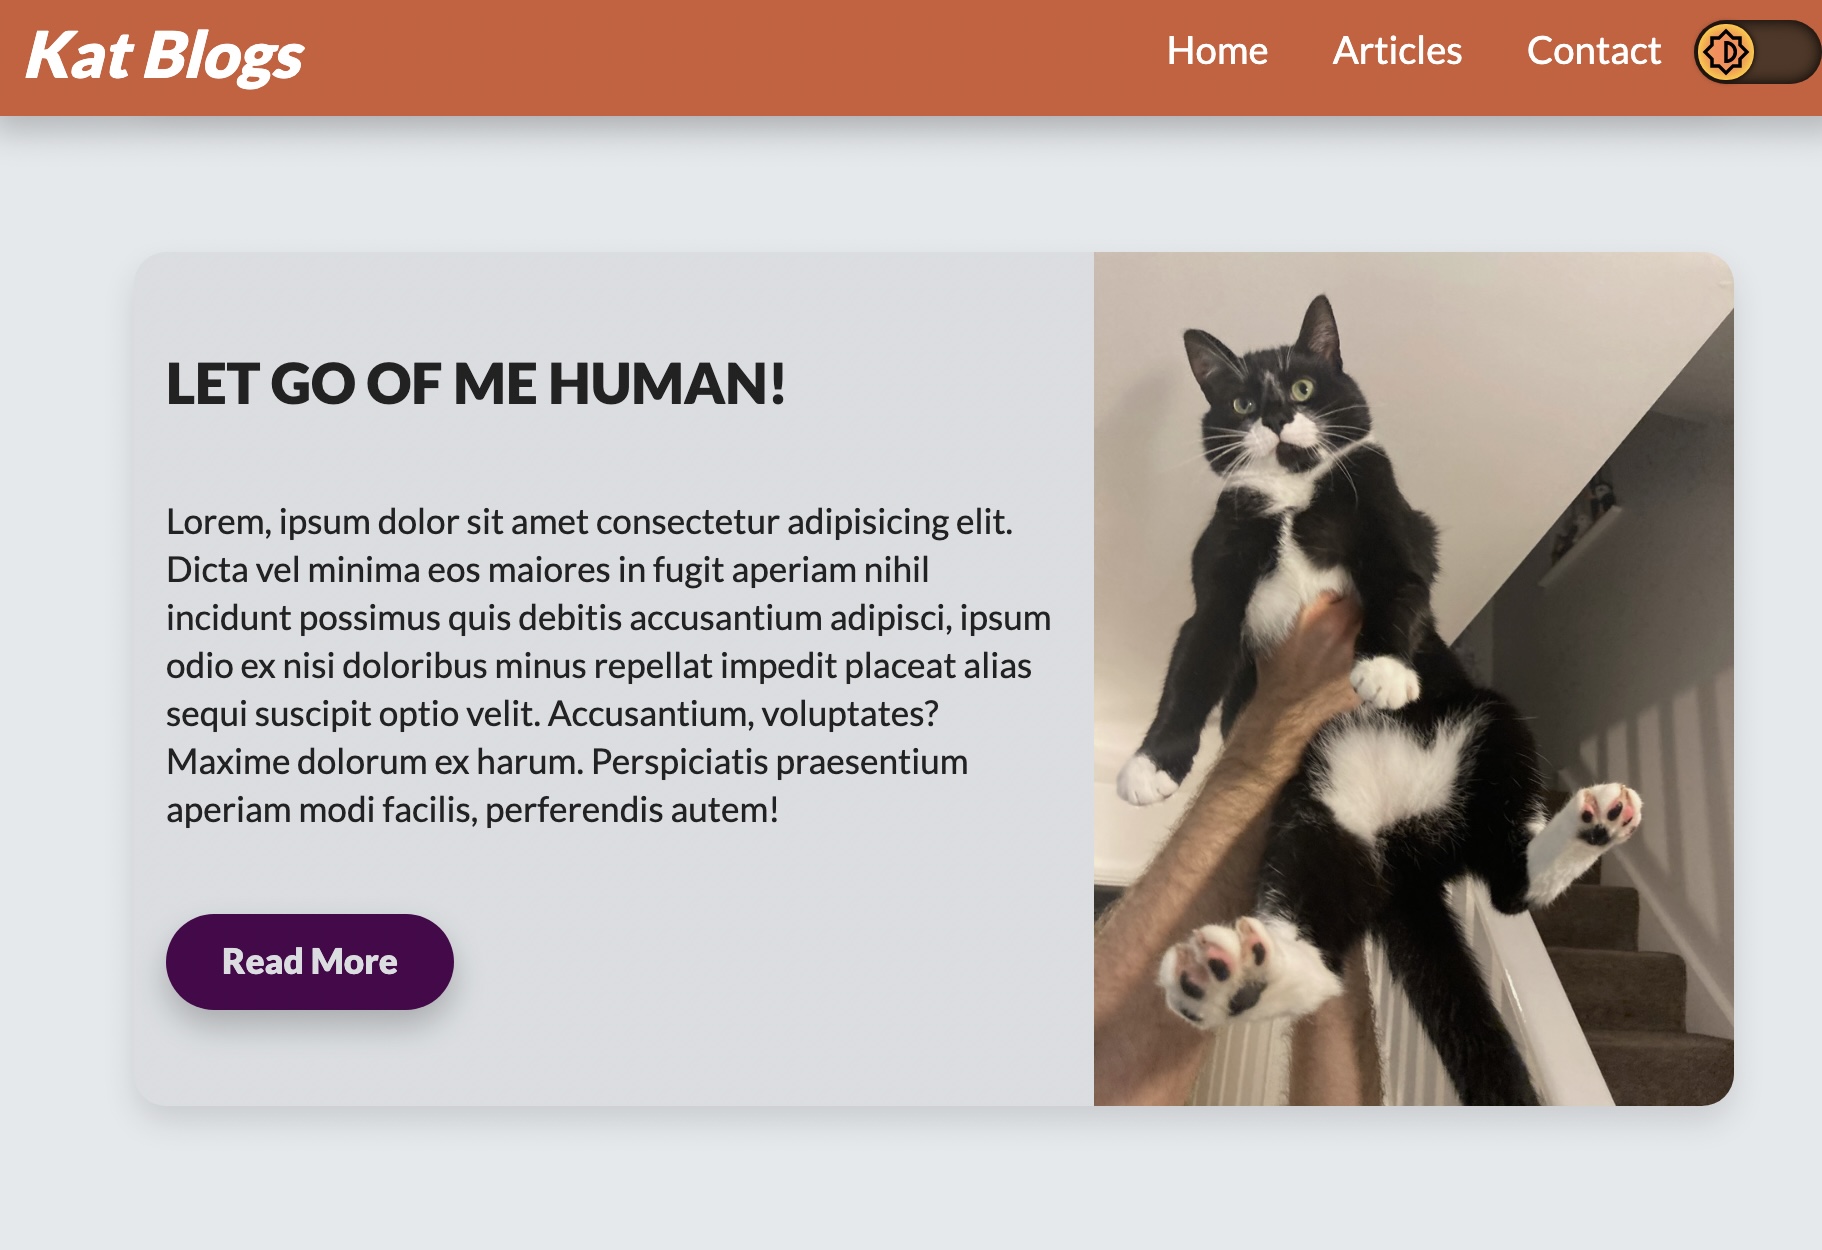 Kat Blogs
Home Articles Contact
LET GO OF ME HUMAN!
Lorem, ipsum dolor sit amet consectetur adipisicing elit.
Dicta vel minima eos maiores in fugit aperiam nihil
incidunt possimus quis debitis accusantium adipisci, ipsum
odio ex nisi doloribus minus repellat impedit placeat alias
sequi suscipit optio velit. Accusantium, voluptates?
Maxime dolorum ex harum. Perspiciatis praesentium
aperiam modi facilis, perferendis autem!
Read More